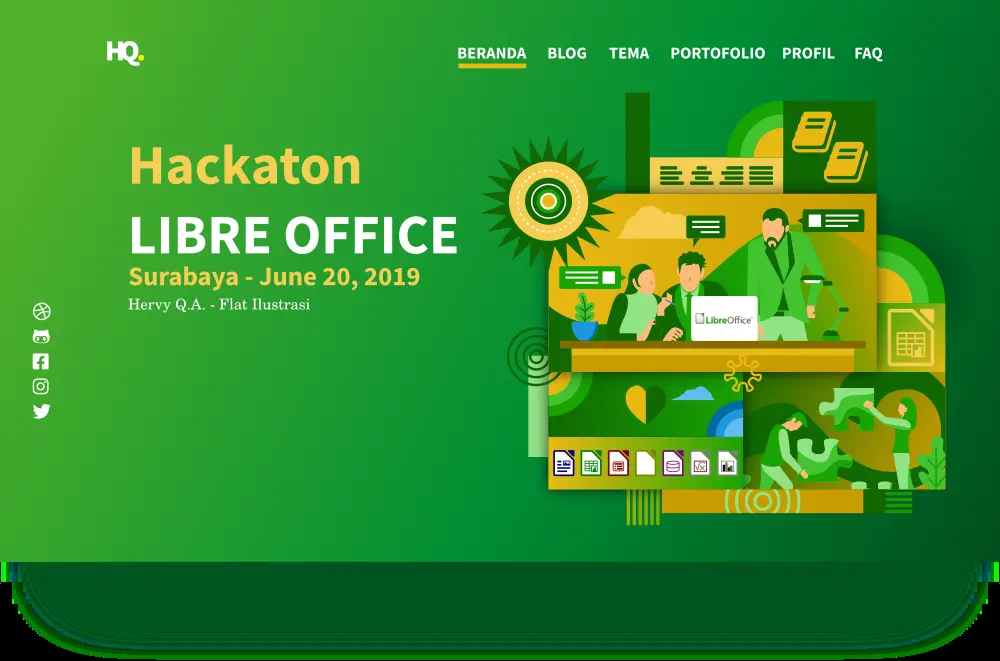 HQ.
BERANDA BLOG TEMA PORTOFOLIO PROFIL FAQ
Hackaton
LIBRE OFFICE
Surabaya - June 20, 2019
Hervy Q.A. - Flat Ilustrasi
LibreOffice